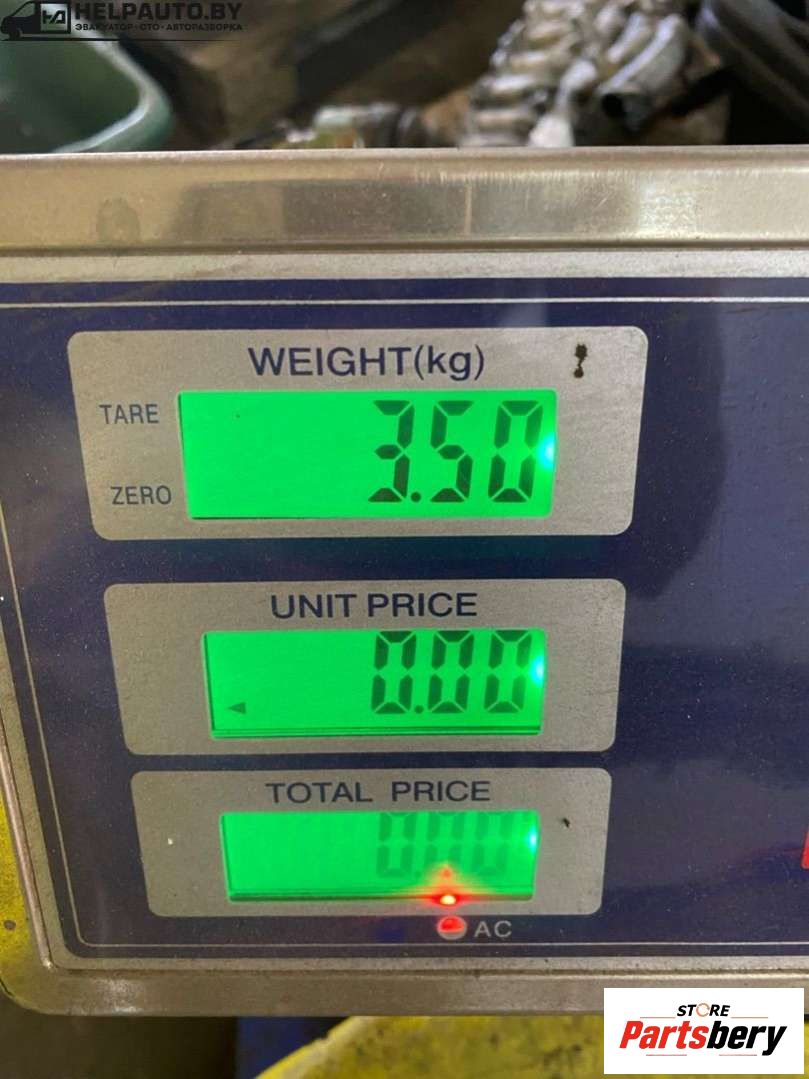 HELPAUTO.BY
ЭВАКУАТОР•СТО•АВТОРАЗБОРКА
WEIGHT(kg)
TARE
3.50
ZERO
UNIT PRICE
0.00
TOTAL PRICE
0.00
AC
STORE
Partsbery